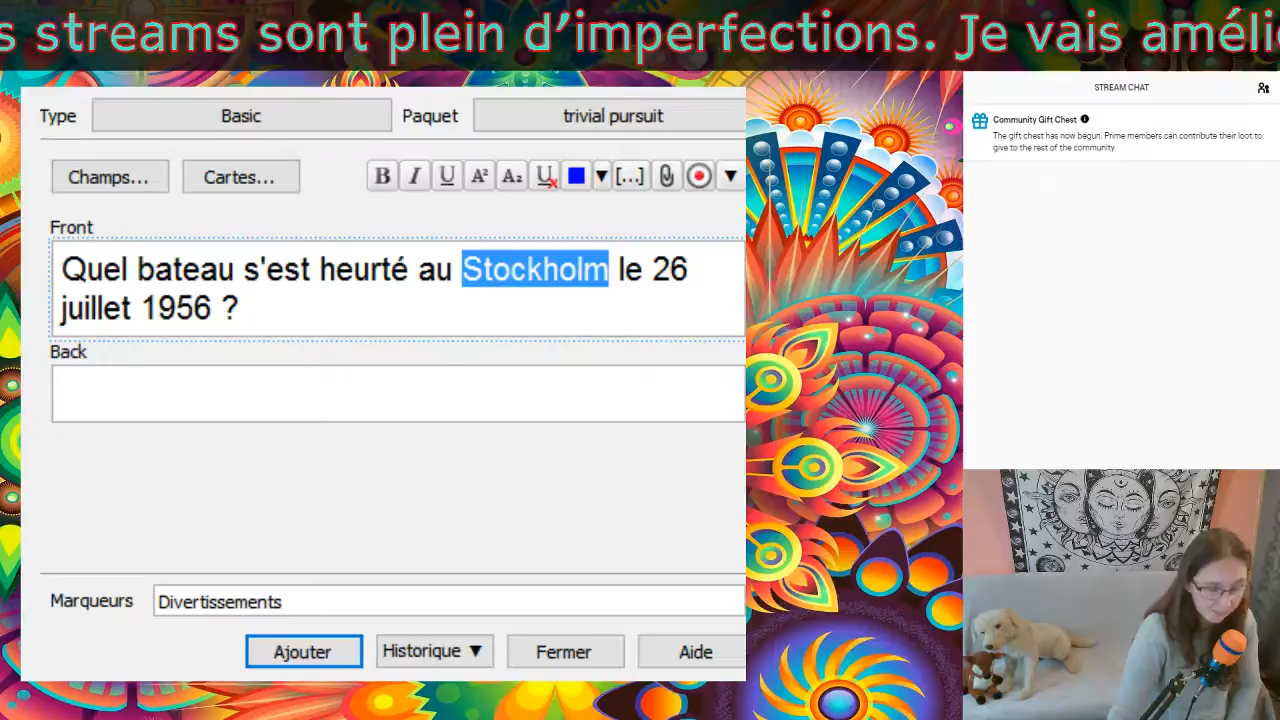 s streams sont plein d’imperfections. Je vais amélio
Type Basic Paquet trivial pursuit
Champs... Cartes...
Front
Quel bateau s'est heurté au Stockholm le 26
juillet 1956 ?
Back
Marqueurs Divertissements
Ajouter Historique ▼ Fermer Aide
STREAM CHAT
Community Gift Chest
The gift chest has now begun. Prime members can contribute their loot to
give to the rest of the community.